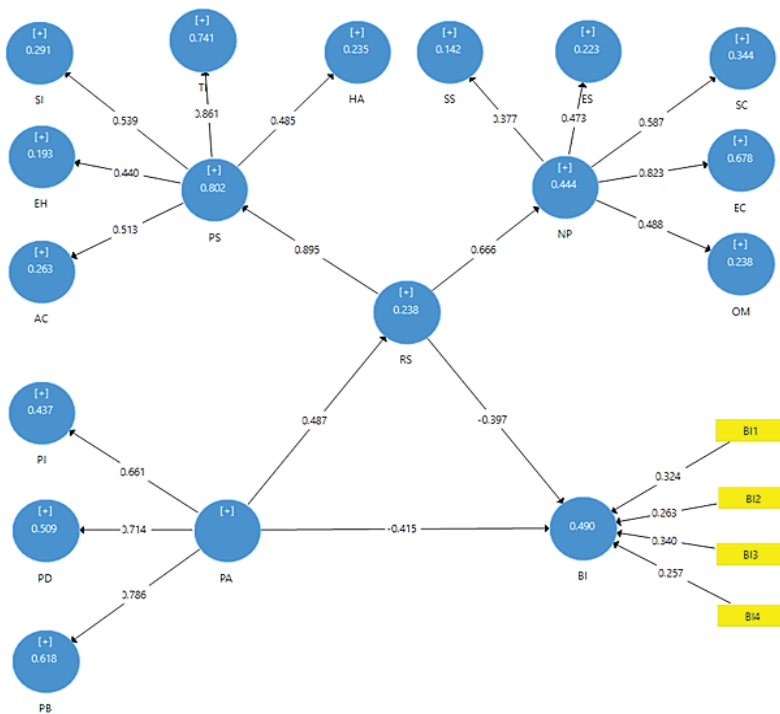 [+]
0.291
SI
[+]
0.741
TI
[+]
0.235
HA
[+]
0.142
SS
[+]
0.223
ES
[+]
0.344
SC
0.539
0.861
0.485
0.377
0.473
0.587
[+]
0.193
EH
0.440
[+]
0.802
PS
[+]
0.444
NP
0.823
[+]
0.678
EC
0.513
0.488
[+]
0.263
AC
0.895
0.666
[+]
0.238
OM
[+]
0.238
RS
[+]
0.437
PI
0.487
-0.397
BI1
0.661
0.324
[+]
0.509
PD
0.714
[+]
PA
-0.415
0.490
BI
0.263
BI2
0.340
BI3
0.786
0.257
BI4
[+]
0.618
PB